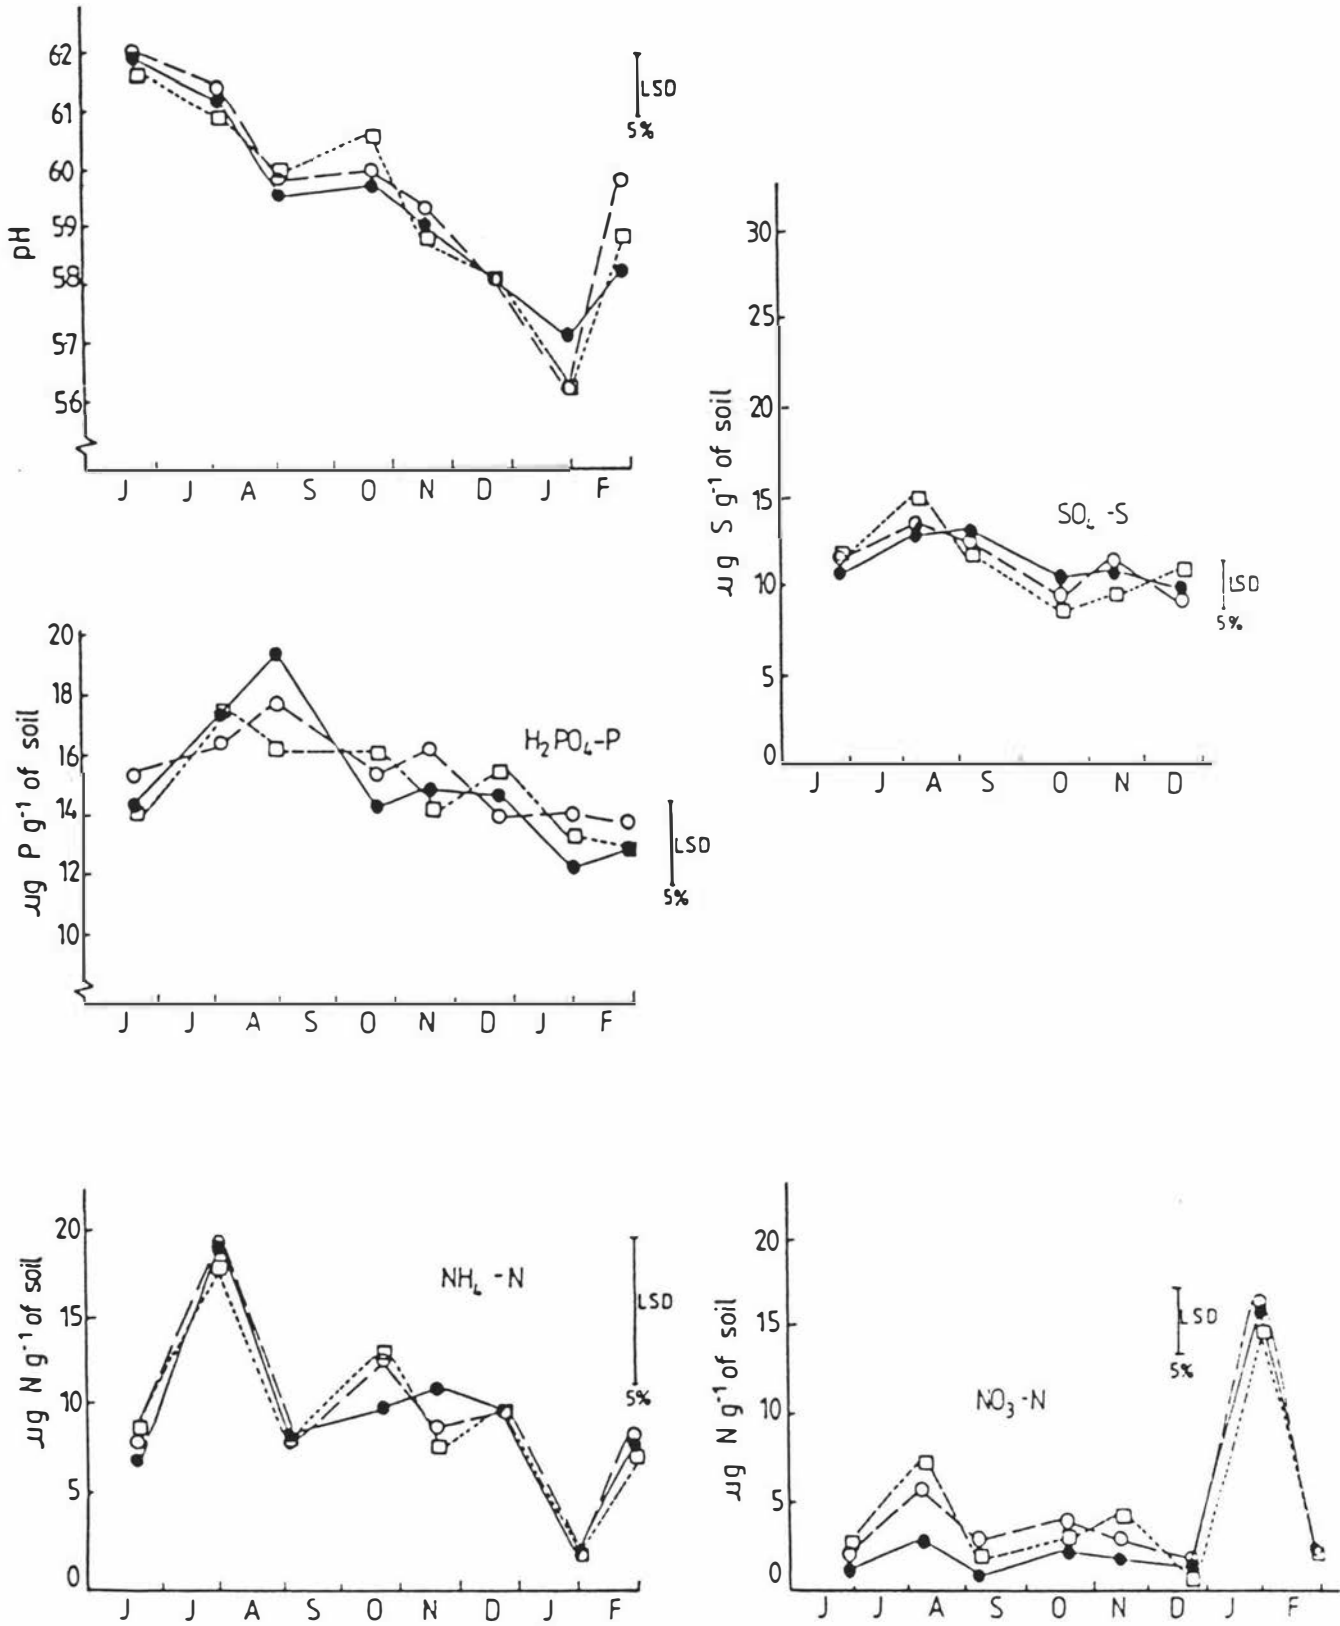 62
61
60
59
58
57
56
pH
LSD
5%
J J A S O N D J F
30
25
20
15
10
5
0
µg S g⁻¹ of soil
SO₄ -S
LSD
5%
J J A S O N D
20
18
16
14
12
10
µg P g⁻¹ of soil
H₂PO₄-P
LSD
5%
J J A S O N D J F
20
15
10
5
0
µg N g⁻¹ of soil
NH₄ -N
LSD
5%
J J A S O N D J F
20
15
10
5
0
µg N g⁻¹ of soil
NO₃-N
LSD
5%
J J A S O N D J F